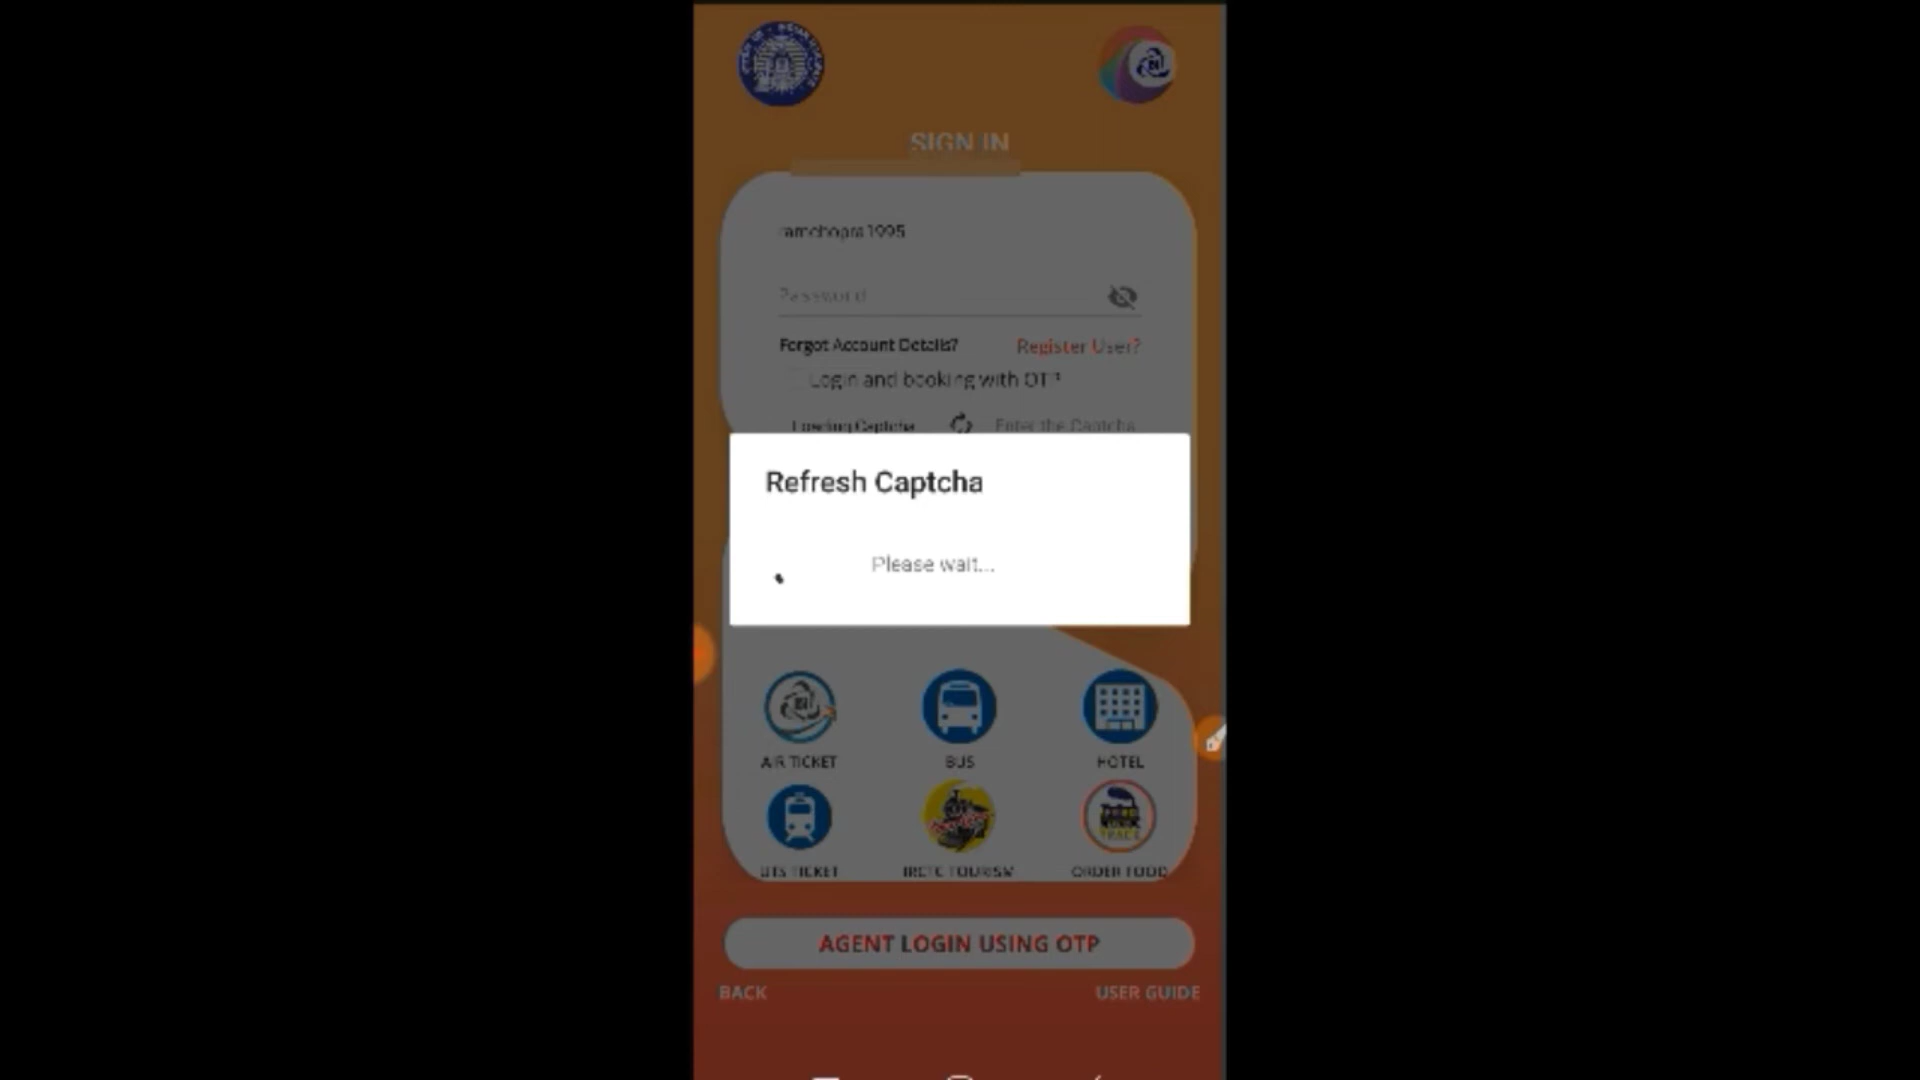 SIGN IN
ramchopra1995
Password
Forgot Account Details? Register User?
Login and booking with OTP
Loading Captcha Enter the Captcha
Refresh Captcha
Please wait...
AIR TICKET BUS HOTEL
UTS TICKET IRCTC TOURISM ORDER FOOD
AGENT LOGIN USING OTP
BACK USER GUIDE